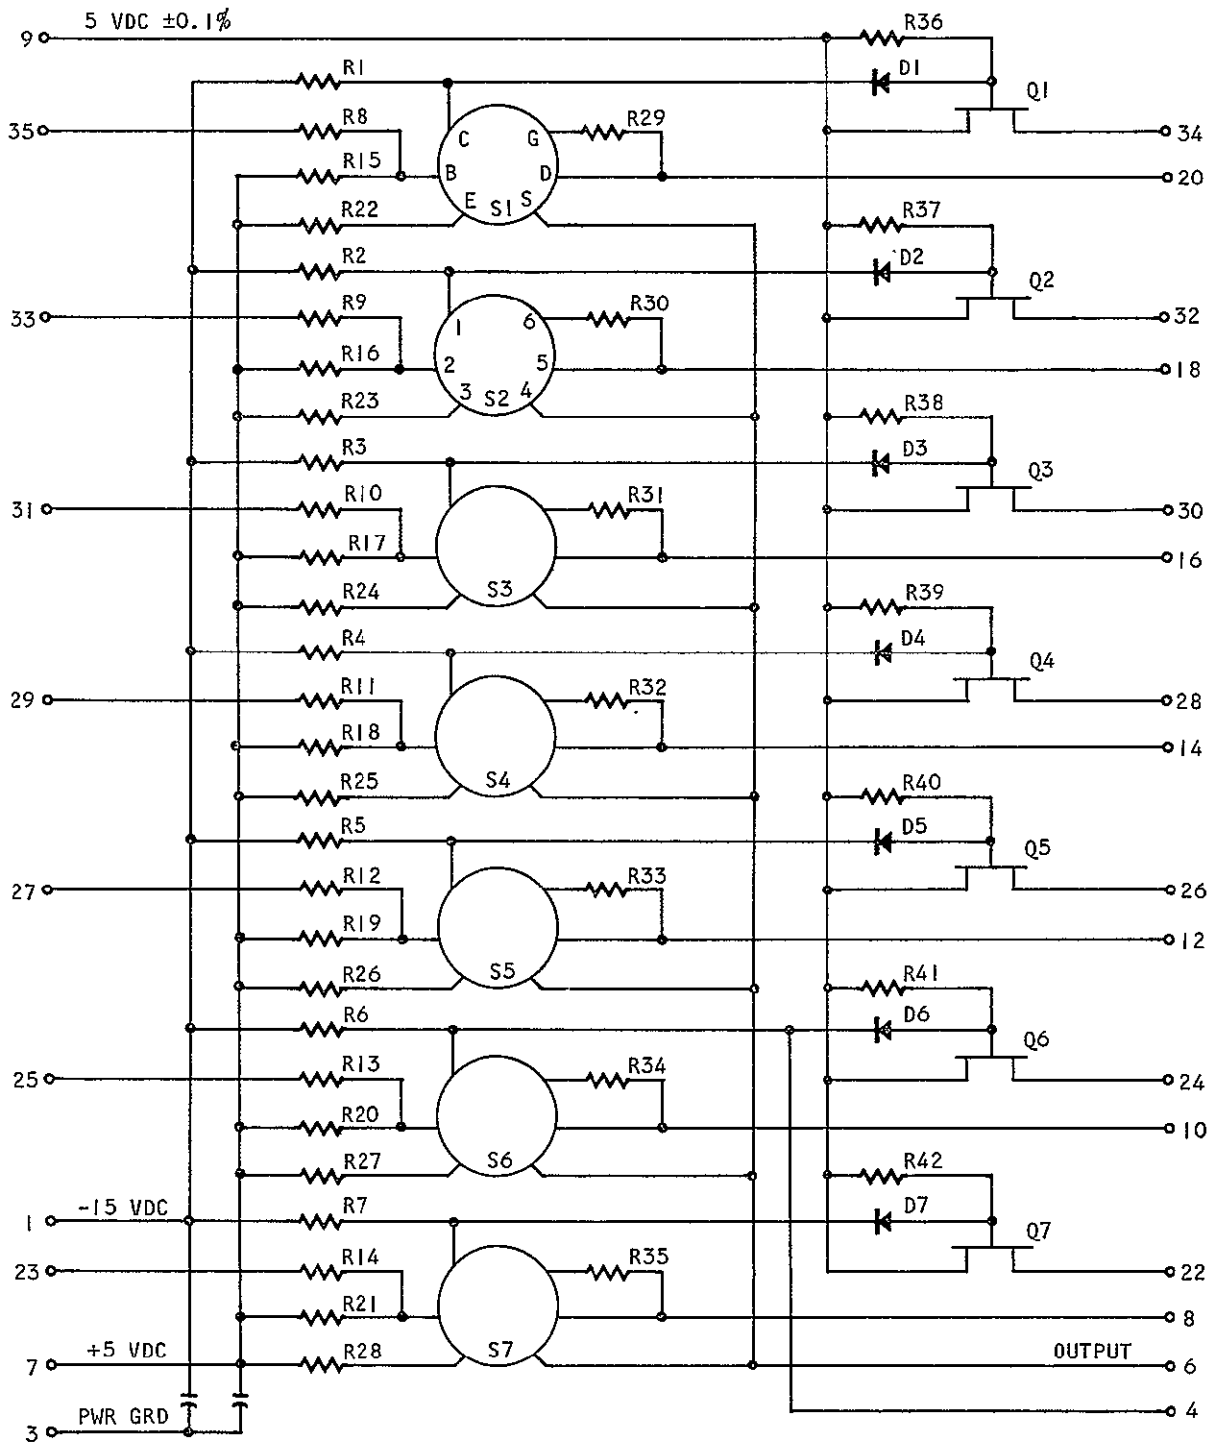 5 VDC ±0.1%
9
R36
R1
D1
Q1
35
R8
C
G
R29
34
R15
B
D
20
E
S
R22
S1
R37
R2
D2
Q2
33
R9
1
6
R30
32
R16
2
5
18
3
4
R23
S2
R38
R3
D3
Q3
31
R10
R31
30
R17
16
R24
S3
R39
R4
D4
Q4
29
R11
R32
28
R18
14
R25
S4
R40
R5
D5
Q5
27
R12
R33
26
R19
12
R26
S5
R41
R6
D6
Q6
25
R13
R34
24
R20
10
R27
S6
R42
1
-15 VDC
R7
D7
Q7
23
R14
R35
22
R21
8
7
+5 VDC
R28
S7
OUTPUT
6
4
3
PWR GRD